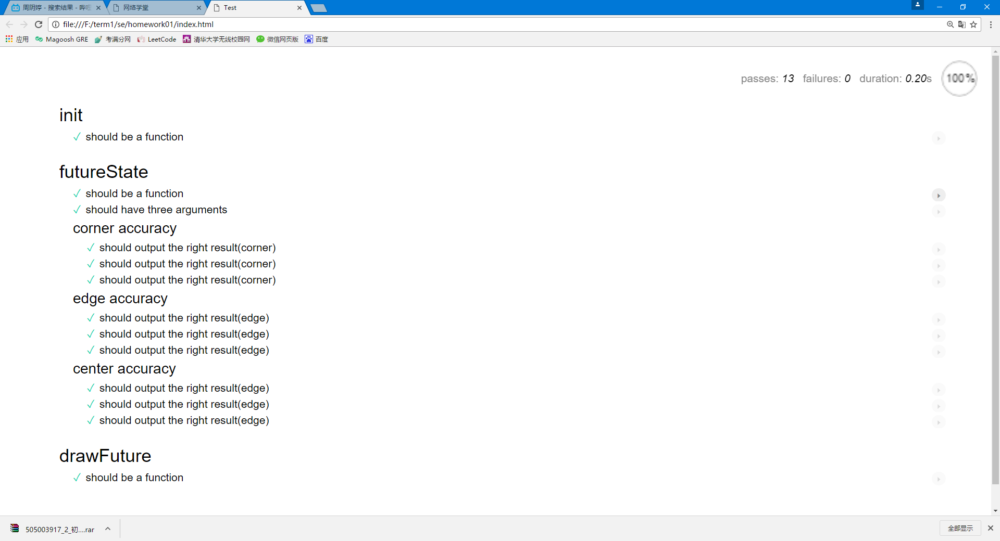 周阴婷 - 搜索结果 - 哔哩
网络学堂
Test
file:///F:/term1/se/homework01/index.html
应用 Magoosh GRE 考满分网 LeetCode 清华大学无线校园网 微信网页版 百度
passes: 13 failures: 0 duration: 0.20s 100%
init
✓ should be a function
futureState
✓ should be a function
✓ should have three arguments
corner accuracy
✓ should output the right result(corner)
✓ should output the right result(corner)
✓ should output the right result(corner)
edge accuracy
✓ should output the right result(edge)
✓ should output the right result(edge)
✓ should output the right result(edge)
center accuracy
✓ should output the right result(edge)
✓ should output the right result(edge)
✓ should output the right result(edge)
drawFuture
✓ should be a function
505003917_2_初....rar
全部显示